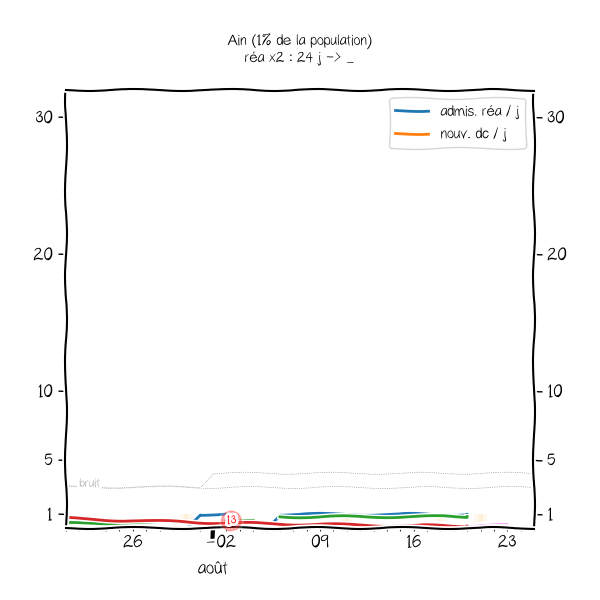 Ain (1% de la population)
réa x2 : 24 j -> _
admis. réa / j
nouv. dc / j
30
30
20
20
10
10
5
5
bruit
1
13
1
26
02
09
16
23
août